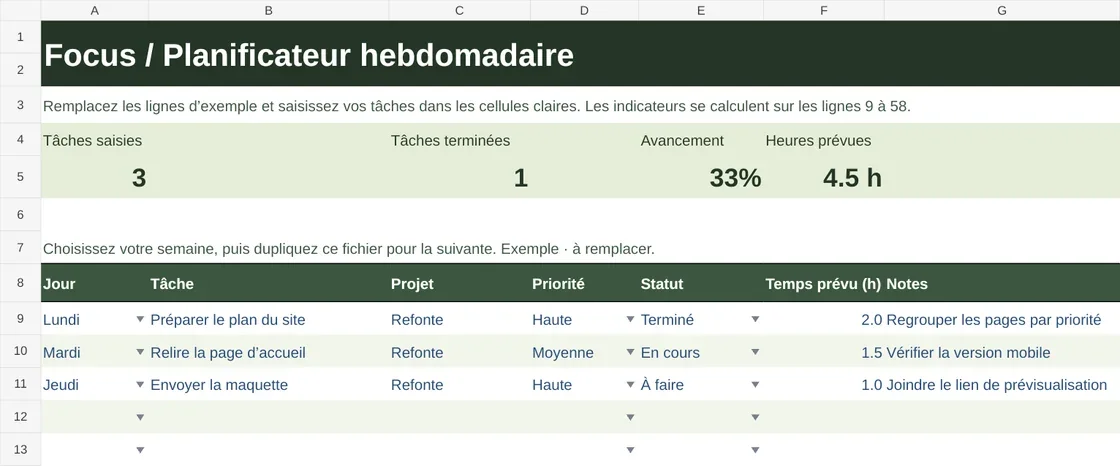 A B C D E F G
1
Focus / Planificateur hebdomadaire
2
3 Remplacez les lignes d’exemple et saisissez vos tâches dans les cellules claires. Les indicateurs se calculent sur les lignes 9 à 58.
4 Tâches saisies Tâches terminées Avancement Heures prévues
5 3 1 33% 4.5 h
6
7 Choisissez votre semaine, puis dupliquez ce fichier pour la suivante. Exemple · à remplacer.
8 Jour Tâche Projet Priorité Statut Temps prévu (h) Notes
9 Lundi Préparer le plan du site Refonte Haute Terminé 2.0 Regrouper les pages par priorité
10 Mardi Relire la page d’accueil Refonte Moyenne En cours 1.5 Vérifier la version mobile
11 Jeudi Envoyer la maquette Refonte Haute À faire 1.0 Joindre le lien de prévisualisation
12
13